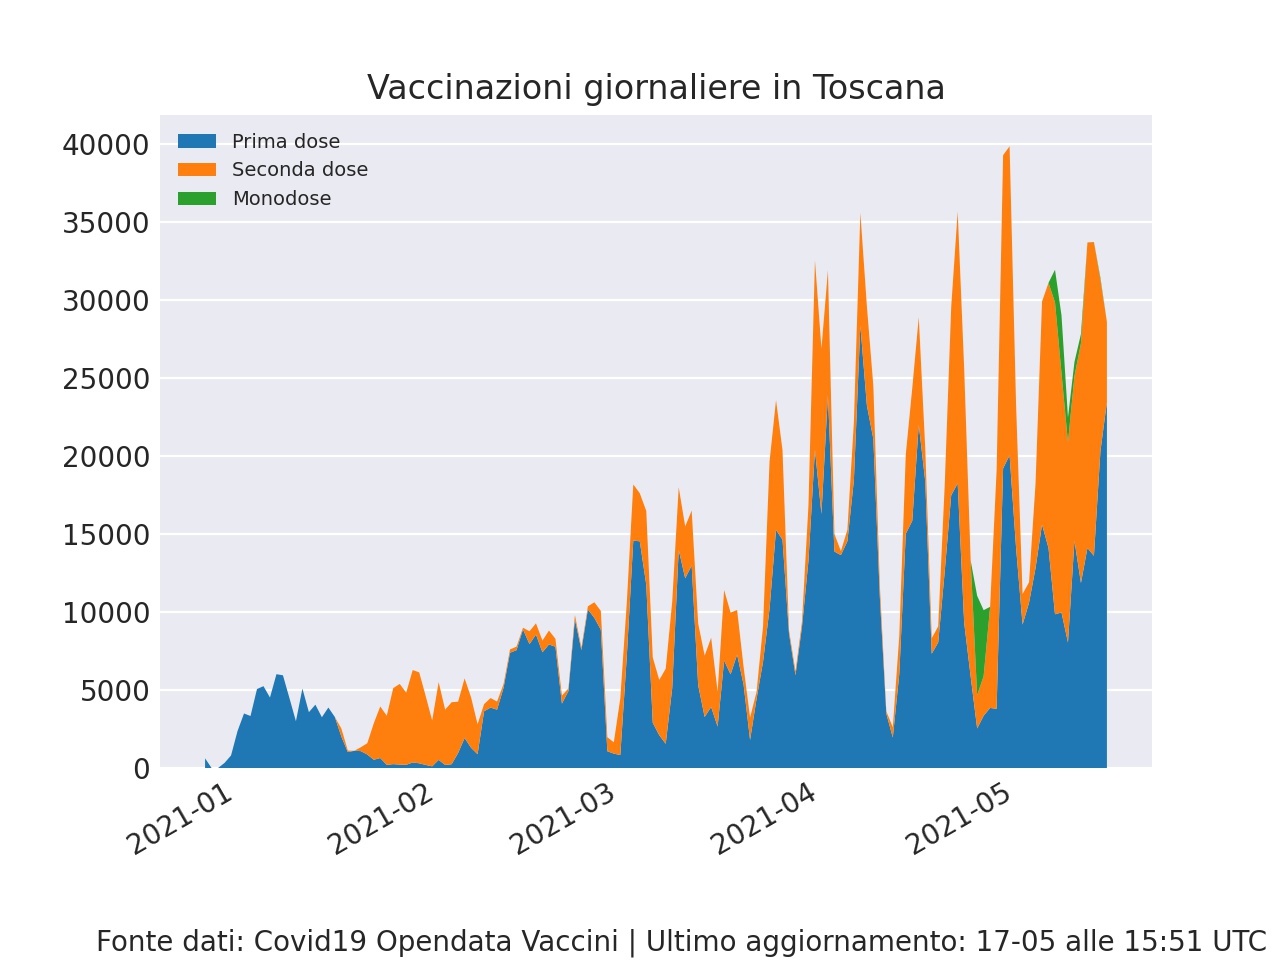 Vaccinazioni giornaliere in Toscana
Prima dose
Seconda dose
Monodose
40000
35000
30000
25000
20000
15000
10000
5000
0
2021-01
2021-02
2021-03
2021-04
2021-05
Fonte dati: Covid19 Opendata Vaccini | Ultimo aggiornamento: 17-05 alle 15:51 UTC